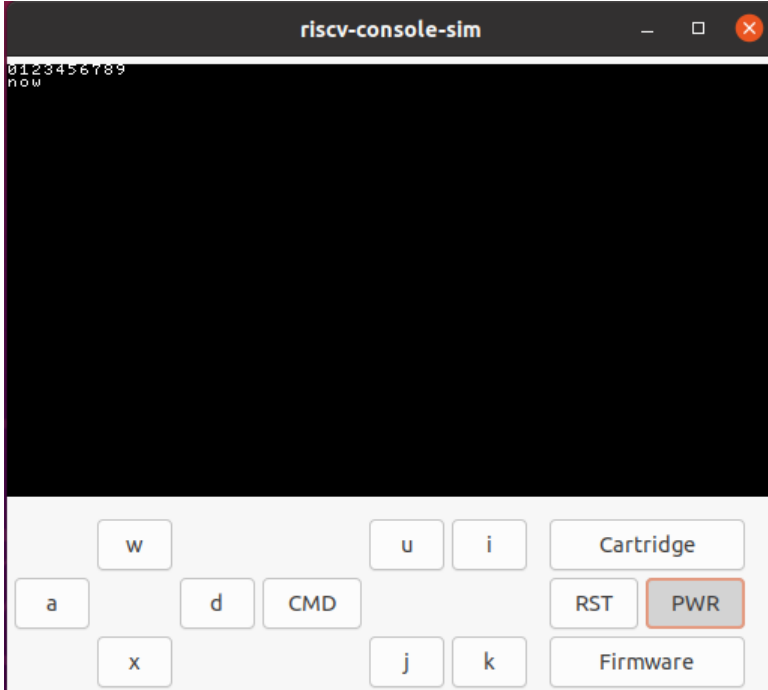 riscv-console-sim
0123456789
now
w
u
i
Cartridge
a
d
CMD
RST
PWR
x
j
k
Firmware